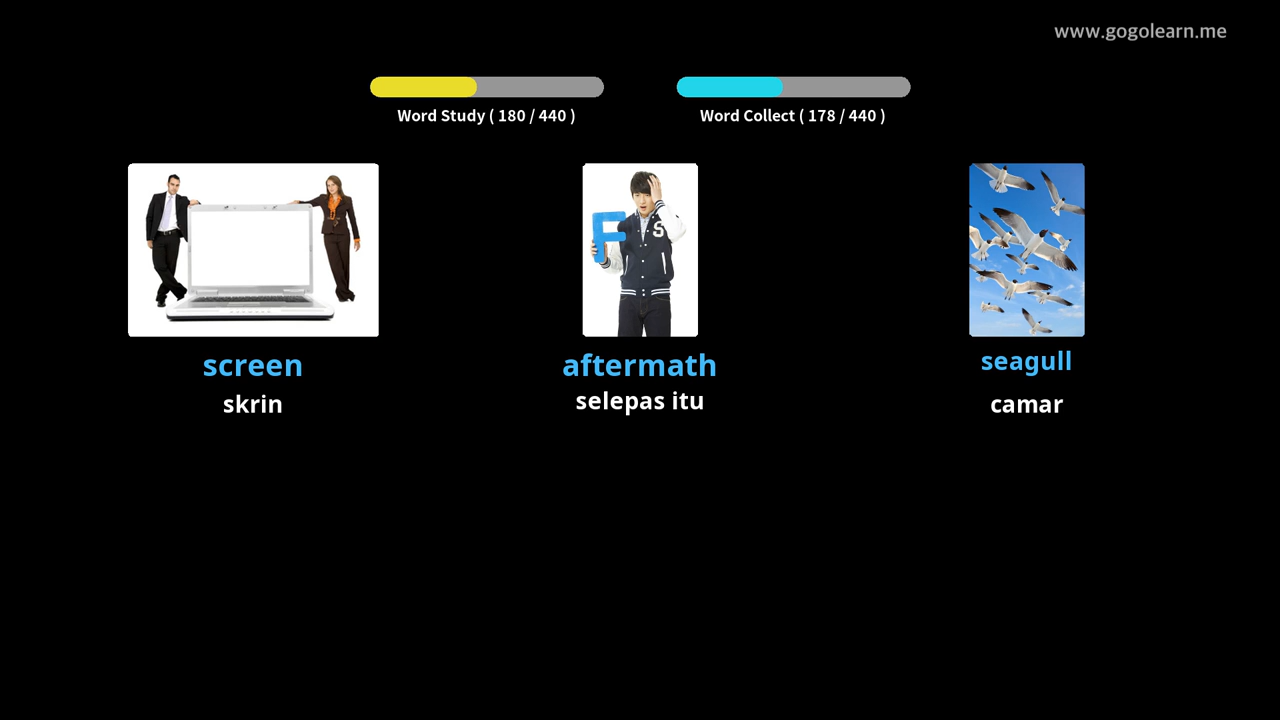 www.gogolearn.me
Word Study ( 180 / 440 )
Word Collect ( 178 / 440 )
F
S
screen
aftermath
seagull
skrin
selepas itu
camar